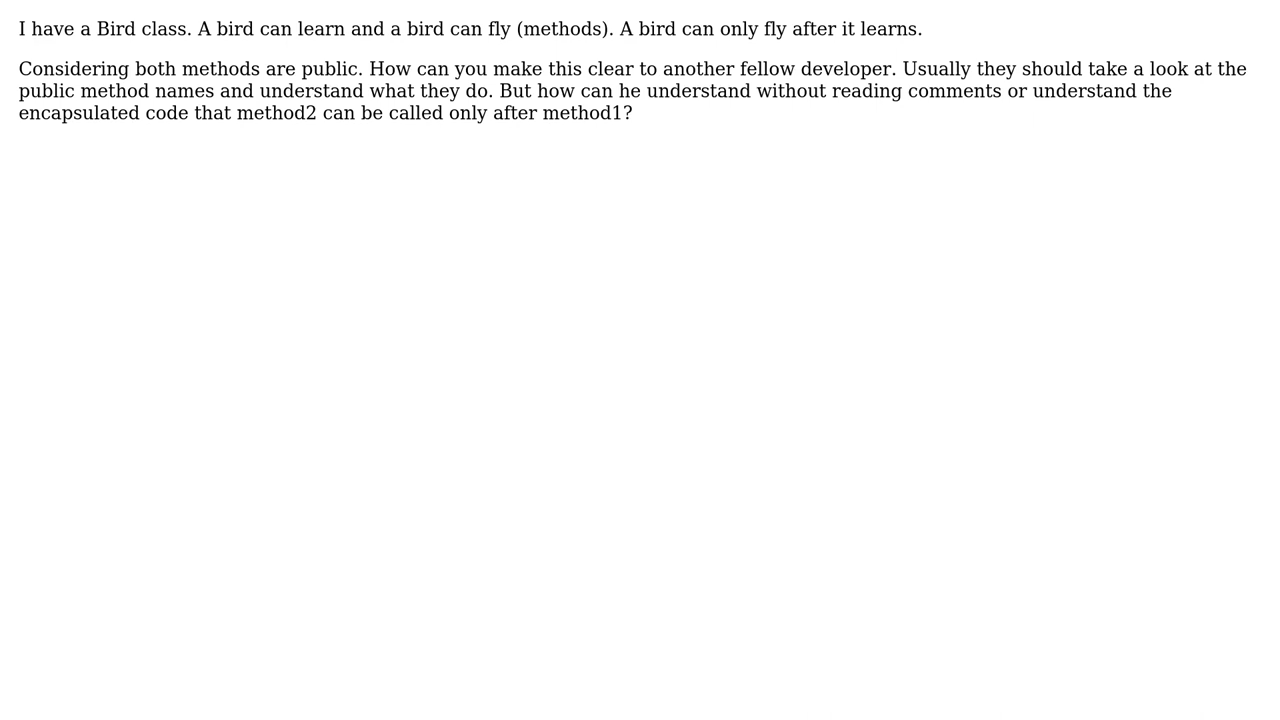 I have a Bird class. A bird can learn and a bird can fly (methods). A bird can only fly after it learns.
Considering both methods are public. How can you make this clear to another fellow developer. Usually they should take a look at the
public method names and understand what they do. But how can he understand without reading comments or understand the
encapsulated code that method2 can be called only after method1?